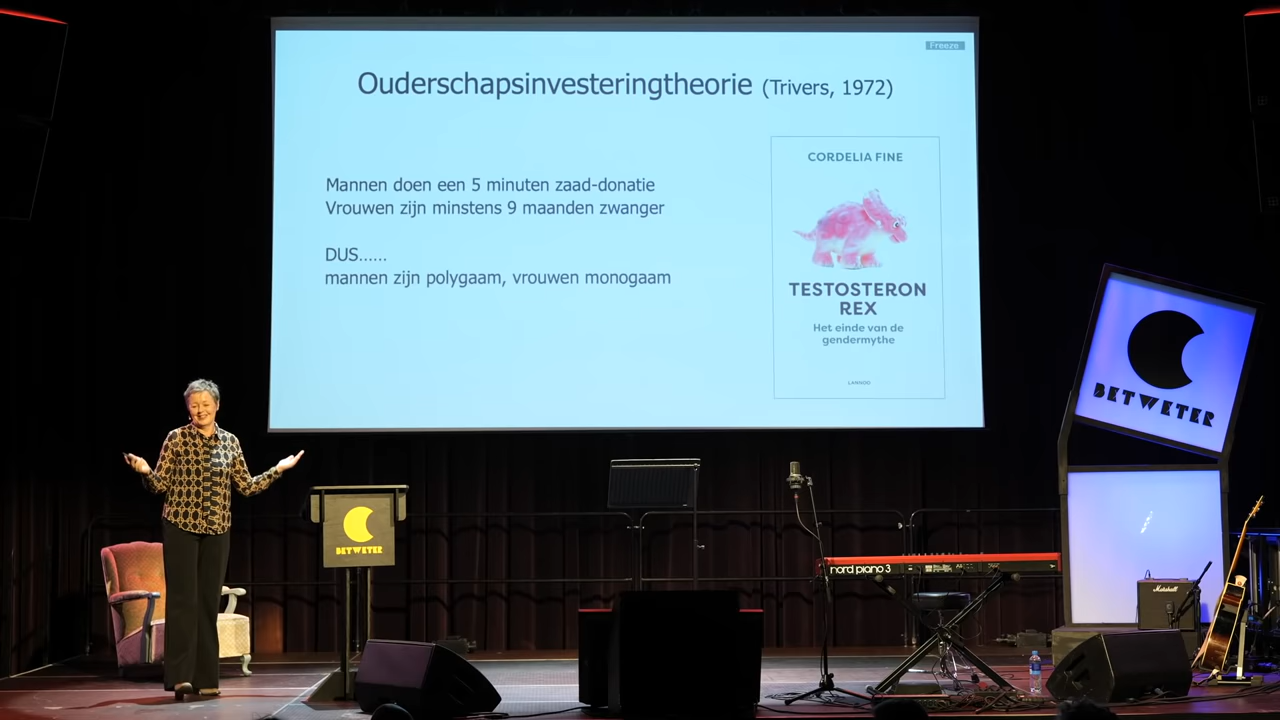 Freeze
Ouderschapsinvesteringtheorie (Trivers, 1972)
Mannen doen een 5 minuten zaad-donatie
Vrouwen zijn minstens 9 maanden zwanger
DUS......
mannen zijn polygaam, vrouwen monogaam
CORDELIA FINE
TESTOSTERON
REX
Het einde van de
gendermythe
LANNOO
BETWETER
BETWETER
nord piano 3
Marshall